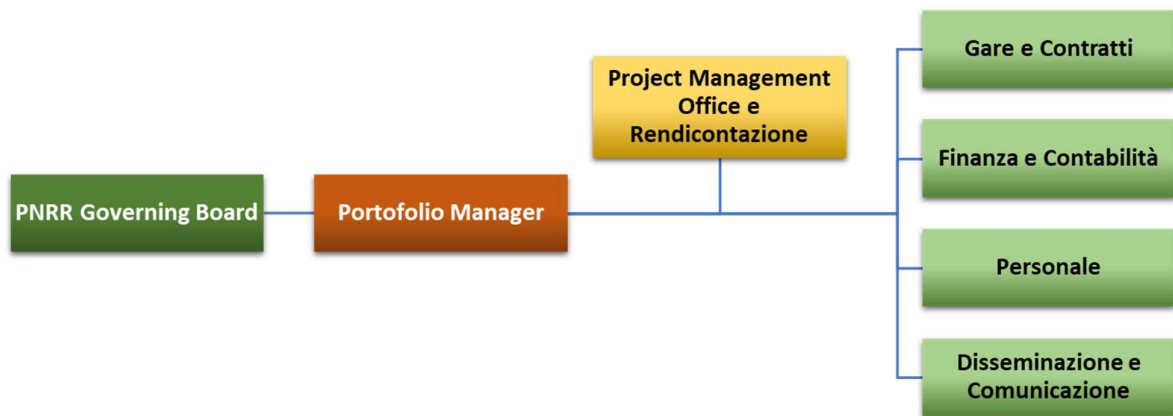 PNRR Governing Board
Portofolio Manager
Project Management
Office e
Rendicontazione
Gare e Contratti
Finanza e Contabilità
Personale
Disseminazione e
Comunicazione